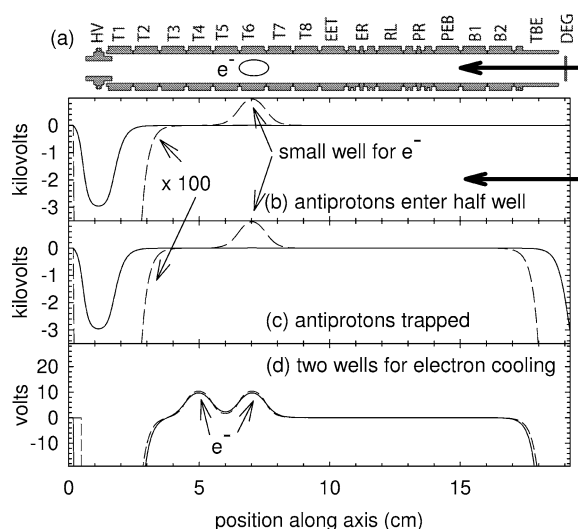 (a) HV T1 T2 T3 T4 T5 T6 T7 T8 EET ER RL PR PEB B1 B2 TBE DEG
e-
kilovolts
0
-1
-2
-3
small well for e-
x 100
(b) antiprotons enter half well
kilovolts
0
-1
-2
-3
(c) antiprotons trapped
volts
20
10
0
-10
(d) two wells for electron cooling
e-
0 5 10 15
position along axis (cm)